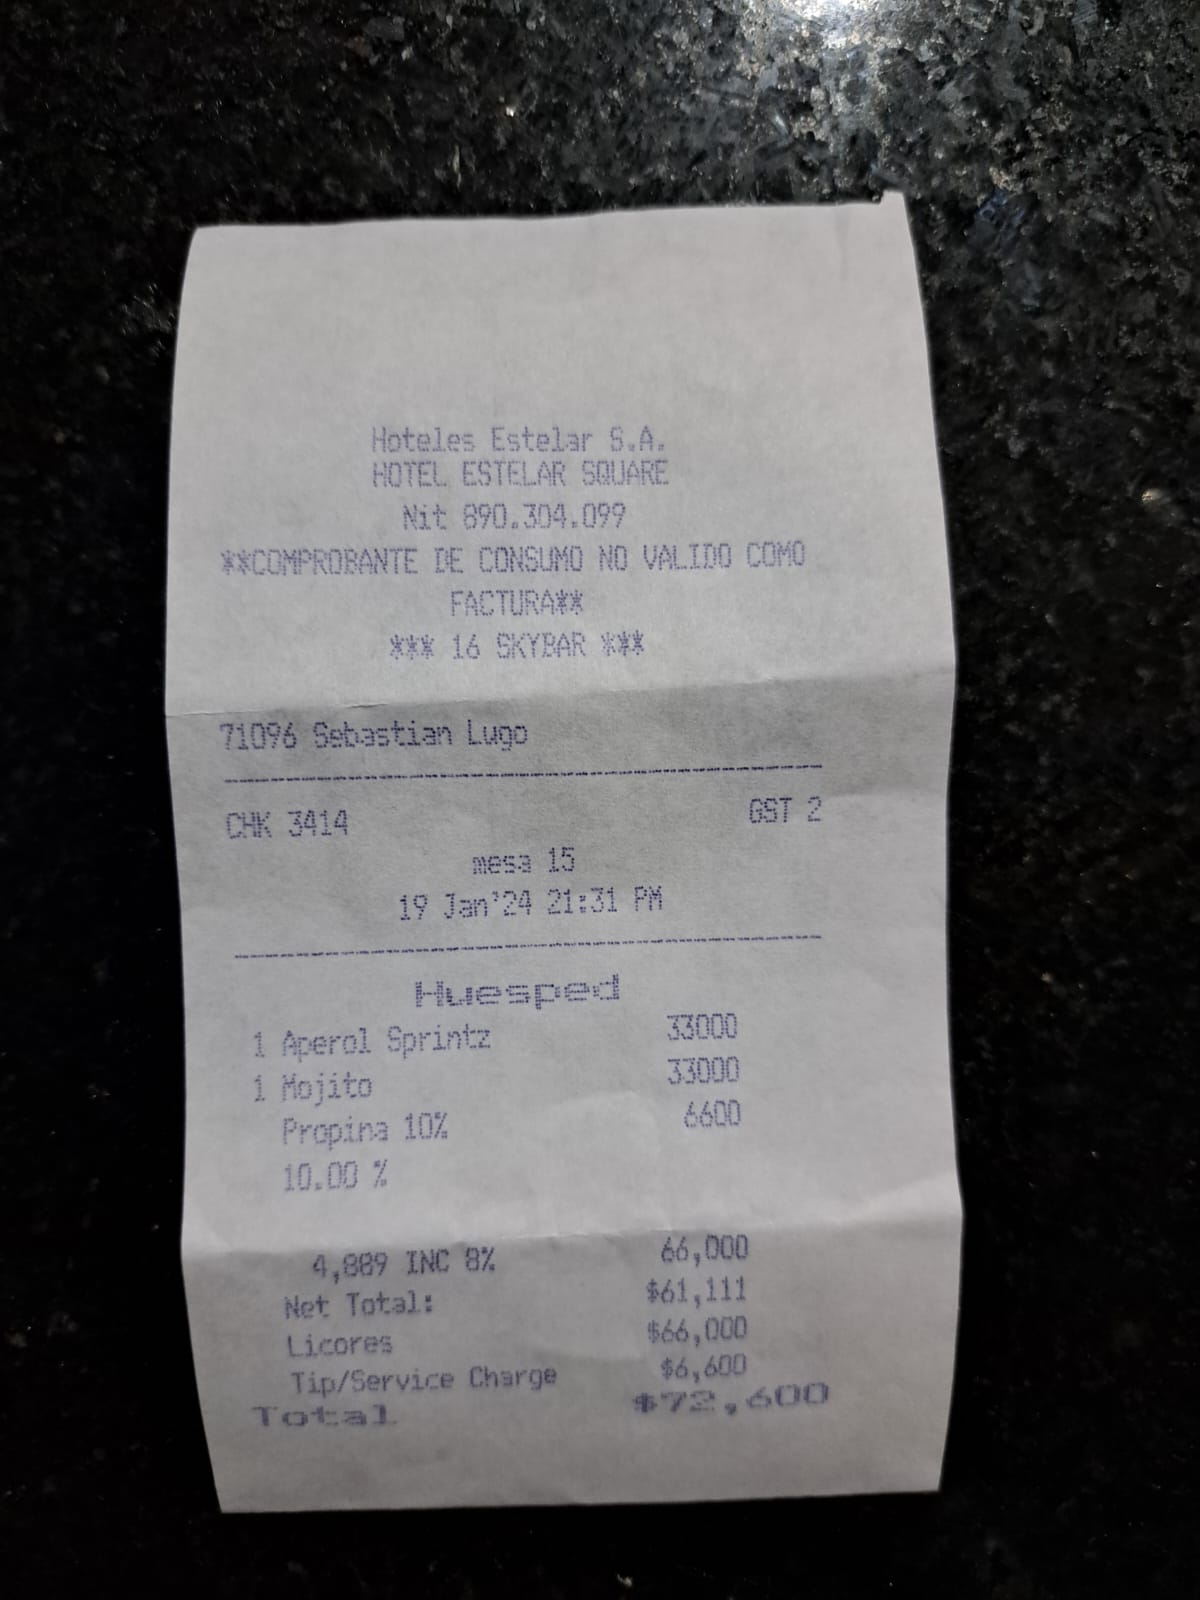 Hoteles Estelar S.A.
HOTEL ESTELAR SQUARE
Nit 890.304.099
**COMPROBANTE DE CONSUMO NO VALIDO COMO
FACTURA**
*** 16 SKYBAR ***
71096 Sebastian Lugo
CHK 3414 GST 2
mesa 15
19 Jan'24 21:31 PM
Huesped
1 Aperol Sprintz 33000
1 Mojito 33000
Propina 10% 6600
10.00 %
4,889 INC 8% 66,000
Net Total: $61,111
Licores $66,000
Tip/Service Charge $6,600
Total $72,600